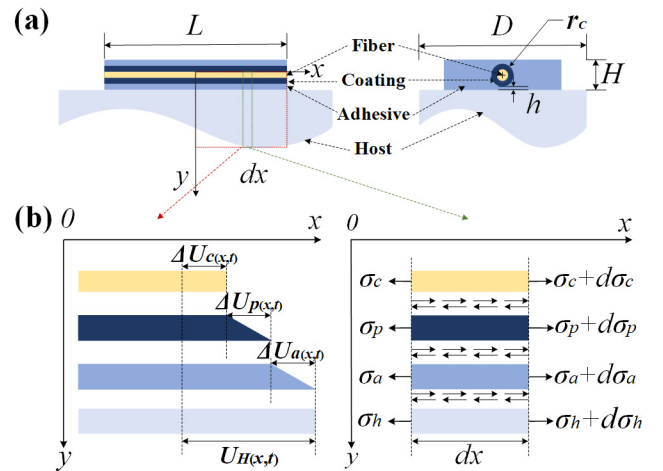 (a)
L
D
r_c
Fiber
x
Coating
H
Adhesive
h
Host
y
dx
(b)
0
x
0
x
ΔU_c(x,t)
σ_c
σ_c+dσ_c
ΔU_p(x,t)
σ_p
σ_p+dσ_p
ΔU_a(x,t)
σ_a
σ_a+dσ_a
σ_h
σ_h+dσ_h
U_H(x,t)
dx
y
y